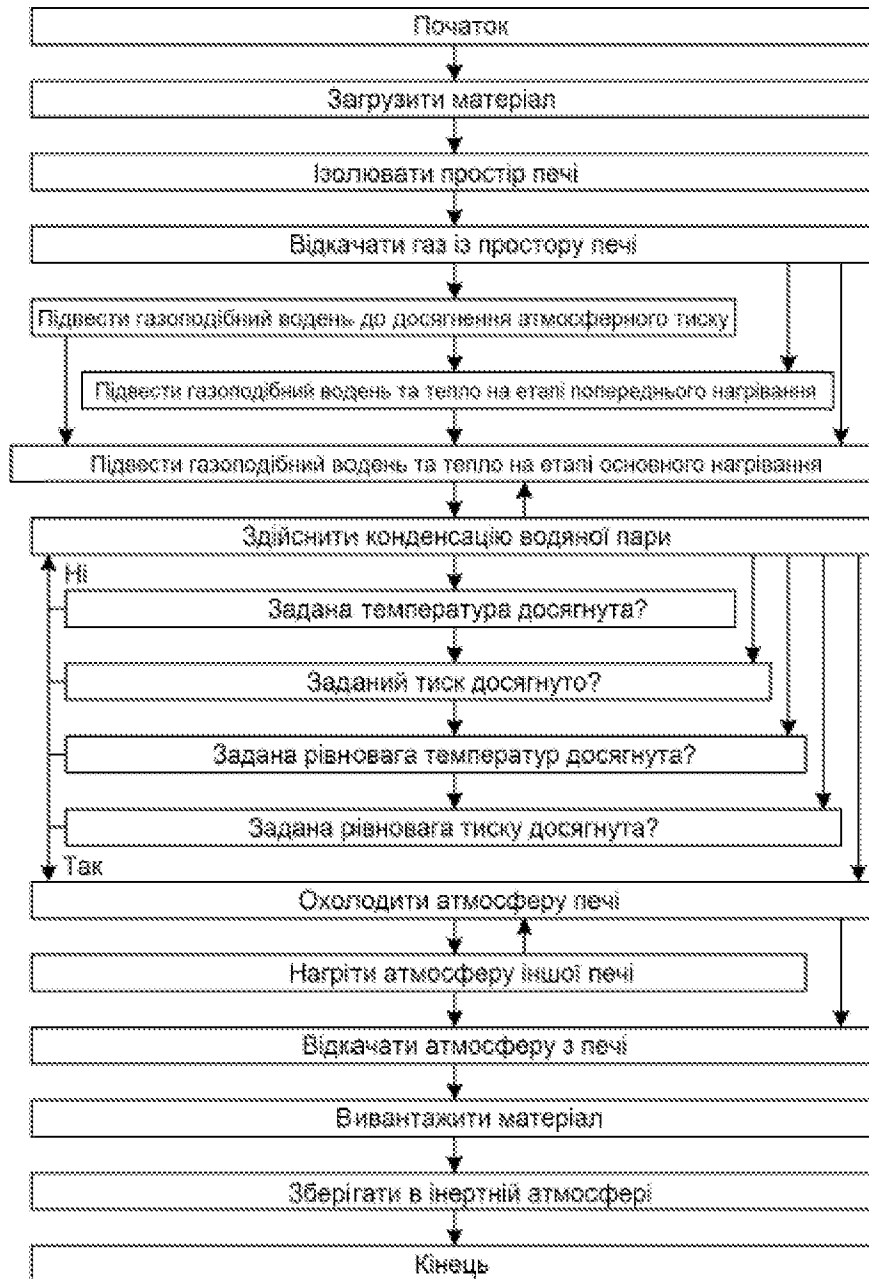 Початок
Загрузити матеріал
Ізолювати простір печі
Відкачати газ із простору печі
Підвести газоподібний водень до досягнення атмосферного тиску
Підвести газоподібний водень та тепло на етапі попереднього нагрівання
Підвести газоподібний водень та тепло на етапі основного нагрівання
Здійснити конденсацію водяної пари
Ні
Задана температура досягнута?
Заданий тиск досягнуто?
Задана рівновага температур досягнута?
Задана рівновага тиску досягнута?
Так
Охолодити атмосферу печі
Нагріти атмосферу іншої печі
Відкачати атмосферу з печі
Вивантажити матеріал
Зберігати в інертній атмосфері
Кінець